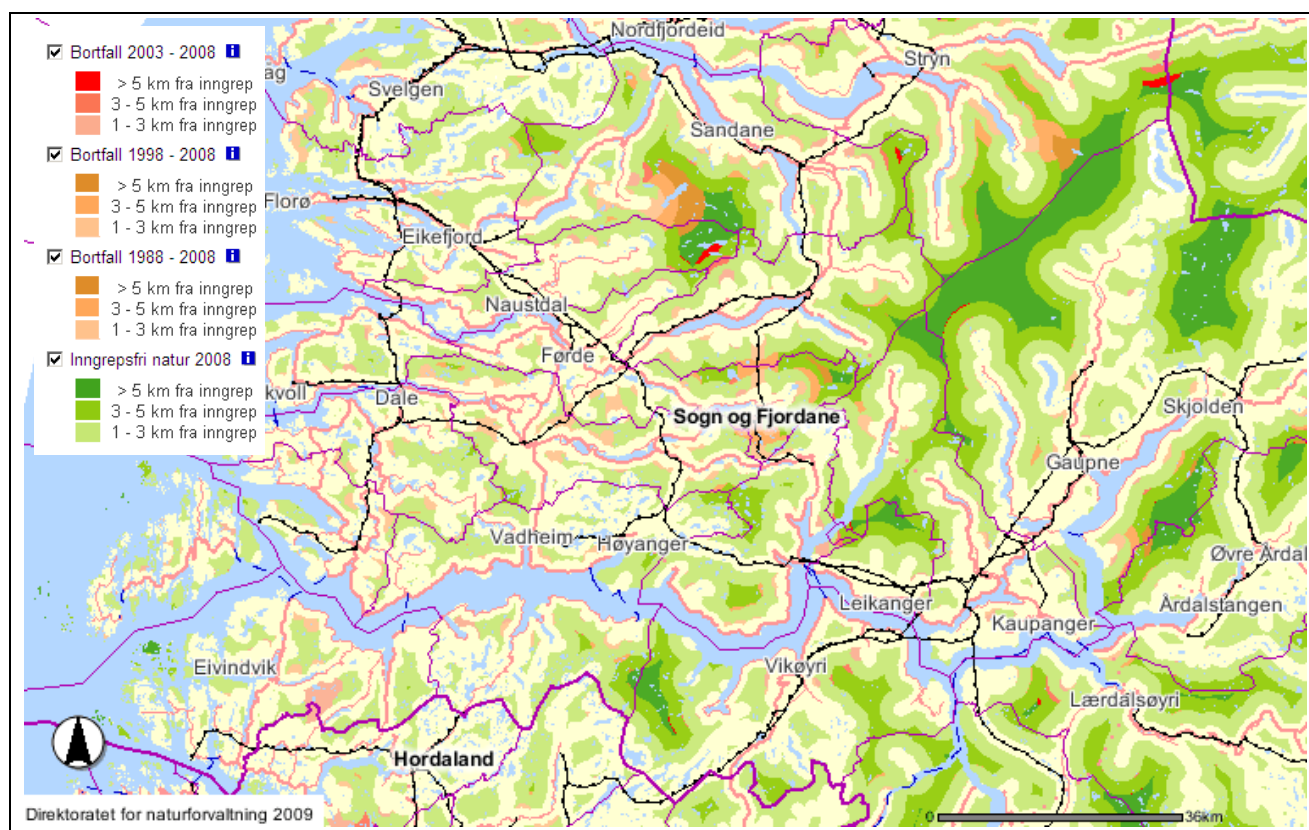 Bortfall 2003 - 2008
> 5 km fra inngrep
3 - 5 km fra inngrep
1 - 3 km fra inngrep
Bortfall 1998 - 2008
> 5 km fra inngrep
3 - 5 km fra inngrep
1 - 3 km fra inngrep
Bortfall 1988 - 2008
> 5 km fra inngrep
3 - 5 km fra inngrep
1 - 3 km fra inngrep
Inngrepsfri natur 2008
> 5 km fra inngrep
3 - 5 km fra inngrep
1 - 3 km fra inngrep
Nordfjordeid
Stryn
Svelgen
Sandane
Florø
Eikefjord
Naustdal
Førde
Dale
Sogn og Fjordane
Skjolden
Gaupne
Vadheim
Høyanger
Øvre Årdal
Leikanger
Årdalstangen
Kaupanger
Eivindvik
Vikøyri
Lærdalsøyri
Hordaland
Direktoratet for naturforvaltning 2009
0
36km